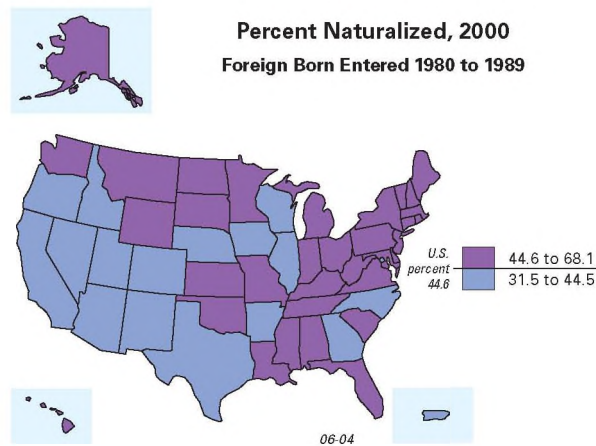 Percent Naturalized, 2000
Foreign Born Entered 1980 to 1989
U.S.
percent
44.6
44.6 to 68.1
31.5 to 44.5
06-04